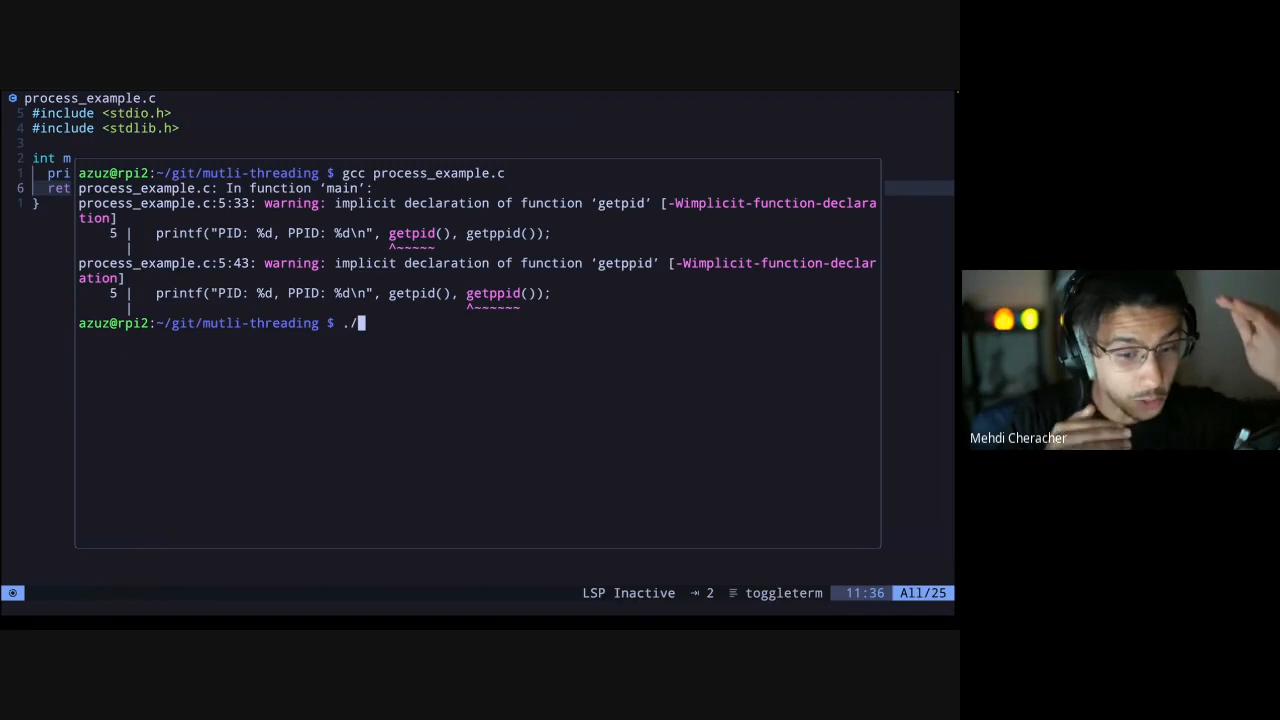 process_example.c
5 #include <stdio.h>
4 #include <stdlib.h>
3
2 int m
1 pri
6 ret
1 }
azuz@rpi2:~/git/mutli-threading $ gcc process_example.c
process_example.c: In function ‘main’:
process_example.c:5:33: warning: implicit declaration of function ‘getpid’ [-Wimplicit-function-declara
tion]
5 |   printf("PID: %d, PPID: %d\n", getpid(), getppid());
|                                 ^~~~~~
process_example.c:5:43: warning: implicit declaration of function ‘getppid’ [-Wimplicit-function-declar
ation]
5 |   printf("PID: %d, PPID: %d\n", getpid(), getppid());
|                                           ^~~~~~~
azuz@rpi2:~/git/mutli-threading $ ./
LSP Inactive 2 toggleterm 11:36 All/25
Mehdi Cheracher